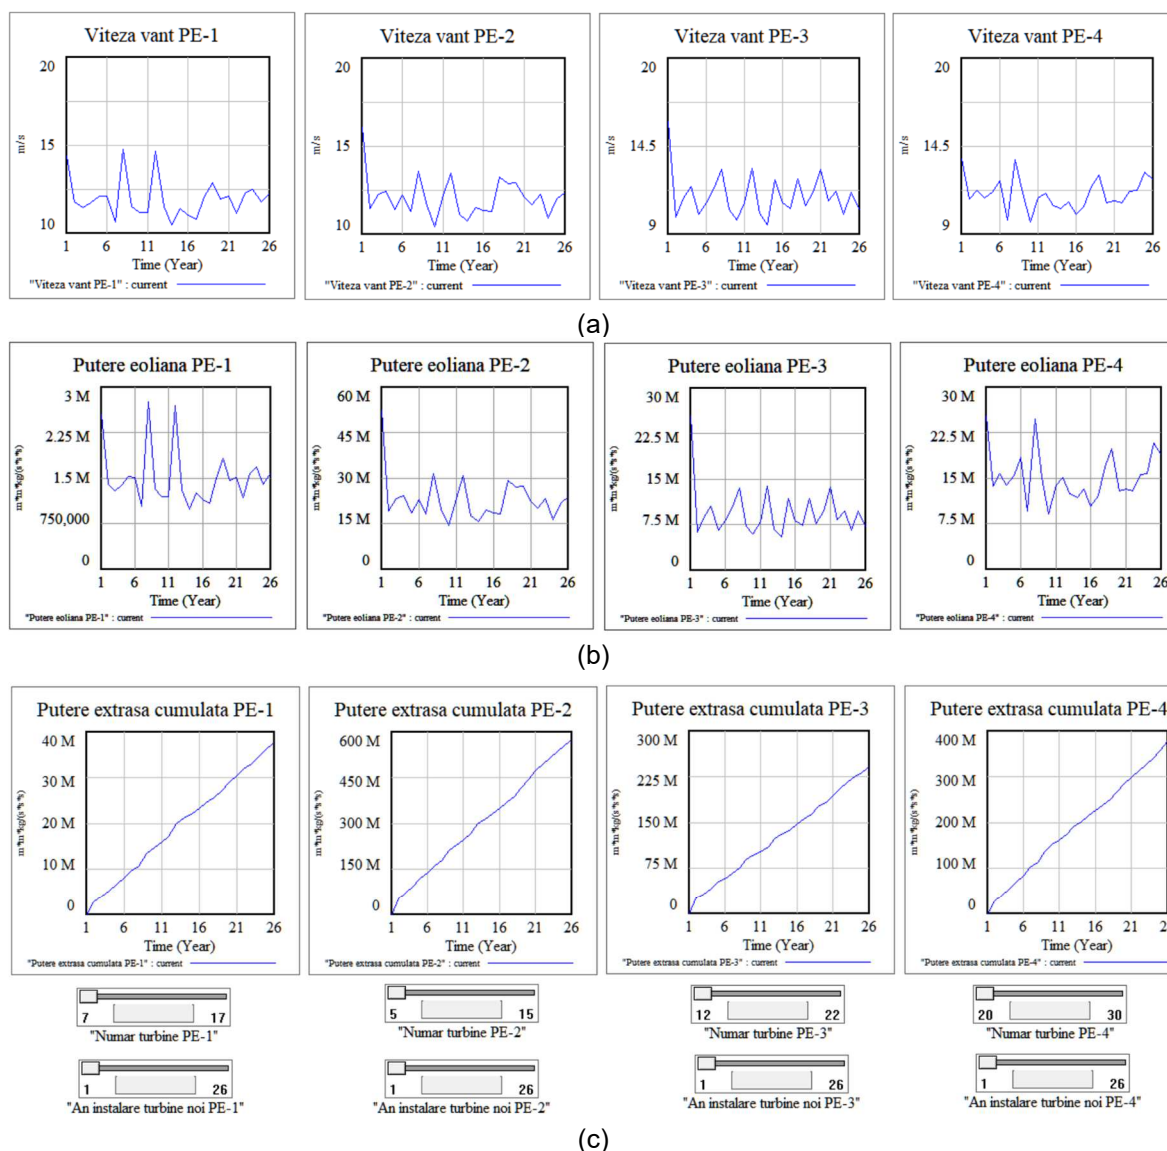 Viteza vant PE-1
20
15
10
m/s
1 6 11 16 21 26
Time (Year)
"Viteza vant PE-1" : current
Viteza vant PE-2
20
15
10
m/s
1 6 11 16 21 26
Time (Year)
"Viteza vant PE-2" : current
Viteza vant PE-3
20
14.5
9
m/s
1 6 11 16 21 26
Time (Year)
"Viteza vant PE-3" : current
Viteza vant PE-4
20
14.5
9
m/s
1 6 11 16 21 26
Time (Year)
"Viteza vant PE-4" : current
(a)
Putere eoliana PE-1
3 M
2.25 M
1.5 M
750,000
0
m*m*kg/(s*s*s)
1 6 11 16 21 26
Time (Year)
"Putere eoliana PE-1" : current
Putere eoliana PE-2
60 M
45 M
30 M
15 M
0
m*m*kg/(s*s*s)
1 6 11 16 21 26
Time (Year)
"Putere eoliana PE-2" : current
Putere eoliana PE-3
30 M
22.5 M
15 M
7.5 M
0
m*m*kg/(s*s*s)
1 6 11 16 21 26
Time (Year)
"Putere eoliana PE-3" : current
Putere eoliana PE-4
30 M
22.5 M
15 M
7.5 M
0
m*m*kg/(s*s*s)
1 6 11 16 21 26
Time (Year)
"Putere eoliana PE-4" : current
(b)
Putere extrasa cumulata PE-1
40 M
30 M
20 M
10 M
0
m*m*kg/(s*s*s)
1 6 11 16 21 26
Time (Year)
"Putere extrasa cumulata PE-1" : current
Putere extrasa cumulata PE-2
600 M
450 M
300 M
150 M
0
m*m*kg/(s*s*s)
1 6 11 16 21 26
Time (Year)
"Putere extrasa cumulata PE-2" : current
Putere extrasa cumulata PE-3
300 M
225 M
150 M
75 M
0
m*m*kg/(s*s*s)
1 6 11 16 21 26
Time (Year)
"Putere extrasa cumulata PE-3" : current
Putere extrasa cumulata PE-4
400 M
300 M
200 M
100 M
0
m*m*kg/(s*s*s)
1 6 11 16 21 26
Time (Year)
"Putere extrasa cumulata PE-4" : current
7 17
"Numar turbine PE-1"
5 15
"Numar turbine PE-2"
12 22
"Numar turbine PE-3"
20 30
"Numar turbine PE-4"
1 26
"An instalare turbine noi PE-1"
1 26
"An instalare turbine noi PE-2"
1 26
"An instalare turbine noi PE-3"
1 26
"An instalare turbine noi PE-4"
(c)